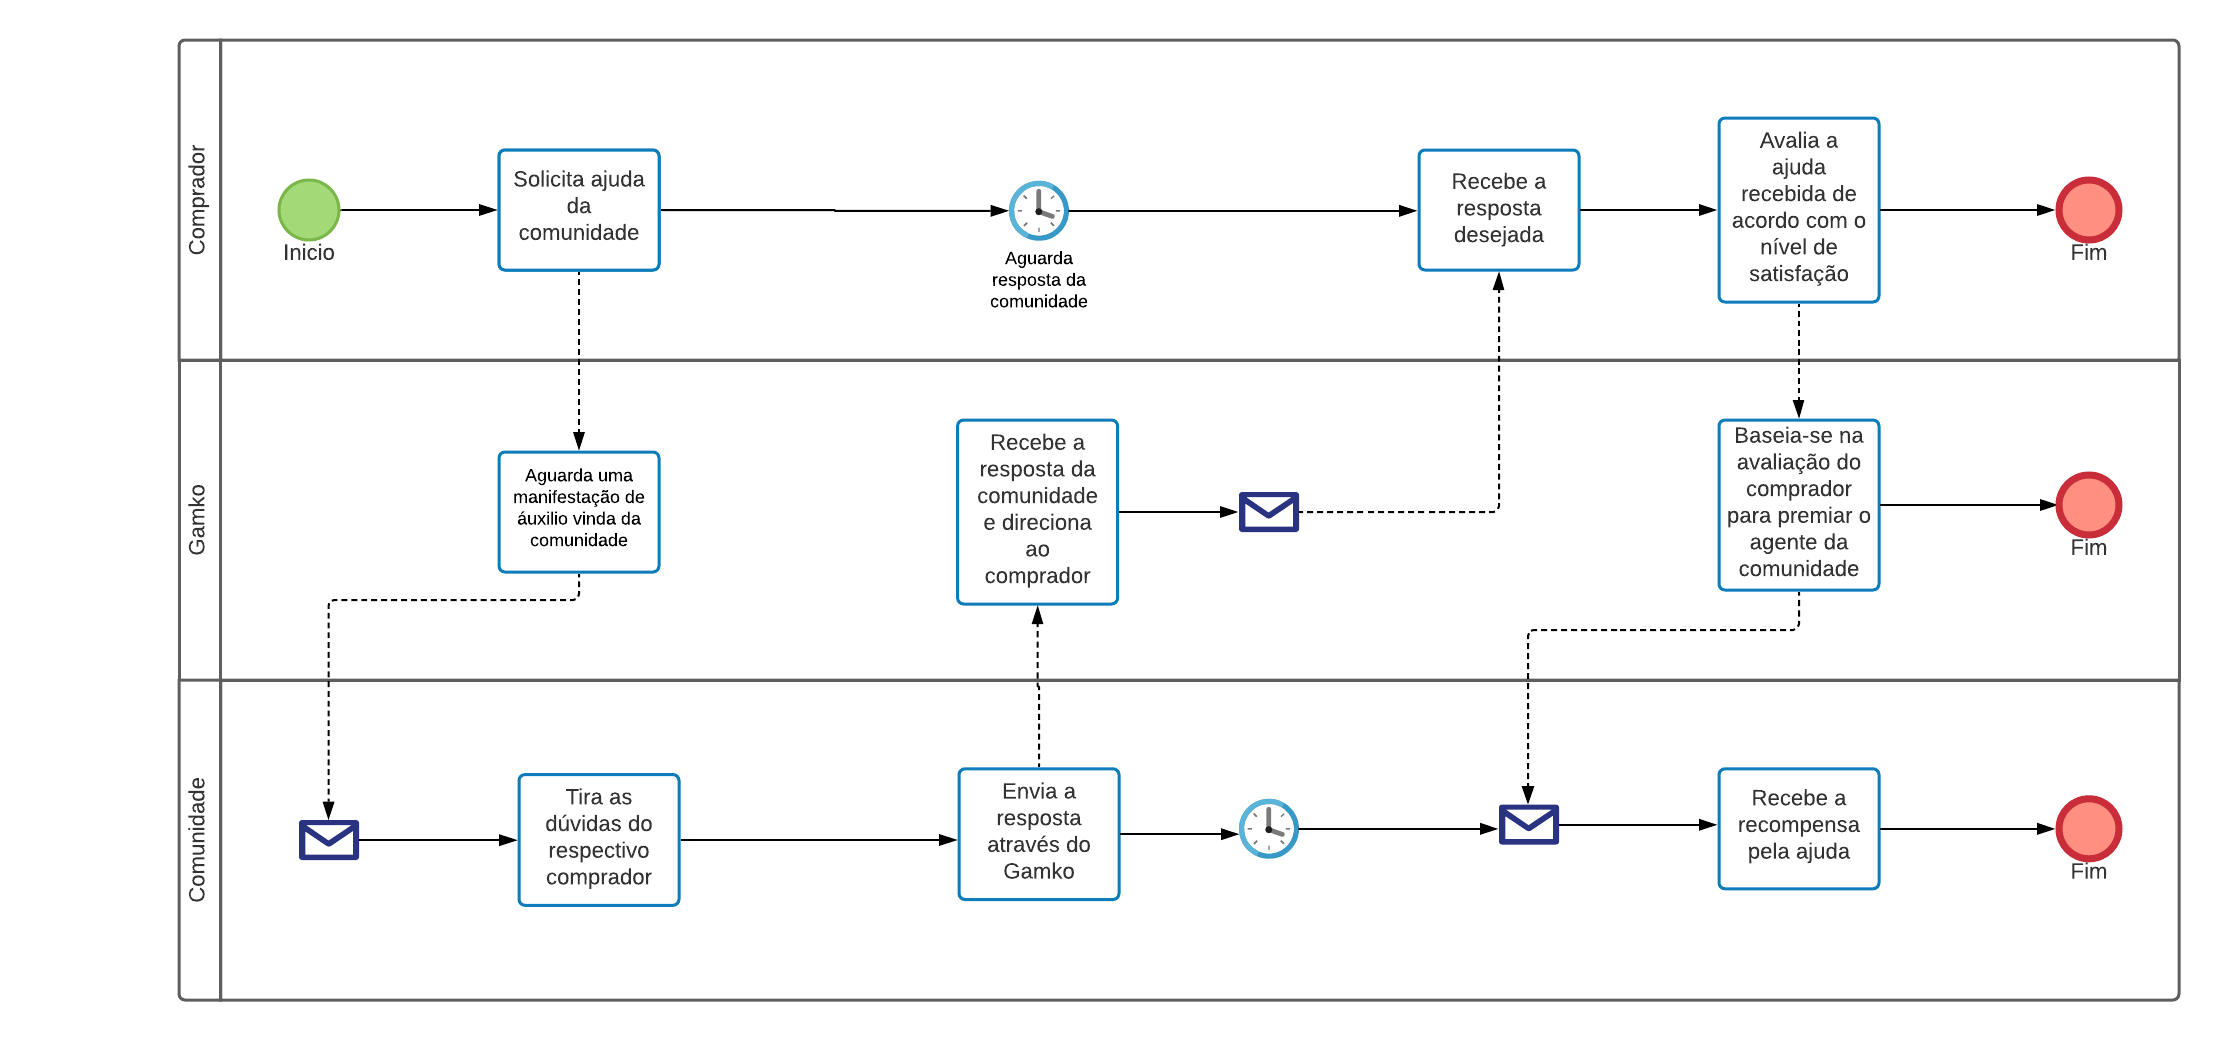 Comprador
Inicio
Solicita ajuda
da
comunidade
Aguarda
resposta da
comunidade
Recebe a
resposta
desejada
Avalia a
ajuda
recebida de
acordo com o
nível de
satisfação
Fim
Gamko
Aguarda uma
manifestação de
áuxilio vinda da
comunidade
Recebe a
resposta da
comunidade
e direciona
ao
comprador
Baseia-se na
avaliação do
comprador
para premiar o
agente da
comunidade
Fim
Comunidade
Tira as
dúvidas do
respectivo
comprador
Envia a
resposta
através do
Gamko
Recebe a
recompensa
pela ajuda
Fim